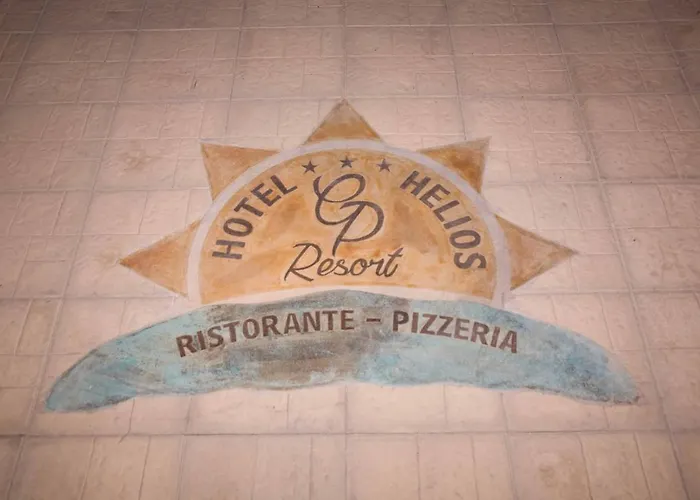 HOTEL HELIOS
CP
Resort
RISTORANTE - PIZZERIA